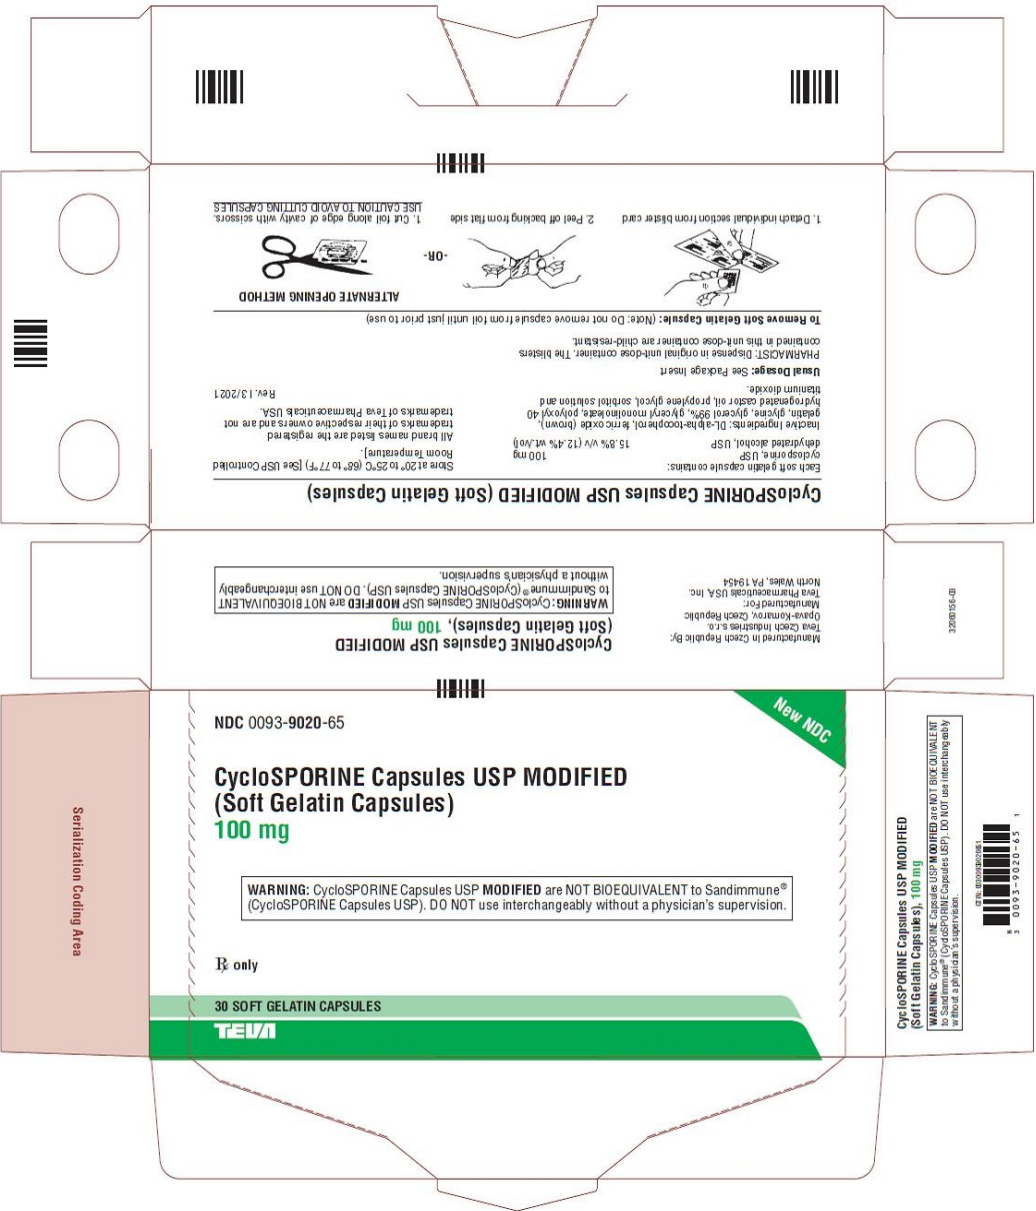 1. Detach individual section from blister card
2. Peel off backing from flat side
-OR-
ALTERNATE OPENING METHOD
1. Cut foil along edge of cavity with scissors.
USE CAUTION TO AVOID CUTTING CAPSULES
To Remove Soft Gelatin Capsule: (Note: Do not remove capsule from foil until just prior to use)
CycloSPORINE Capsules USP MODIFIED (Soft Gelatin Capsules)
Each soft gelatin capsule contains:
cyclosporine, USP 100 mg
dehydrated alcohol, USP 15.8% v/v (12.4% wt./vol)
Inactive Ingredients: DL-alpha-tocopherol, ferric oxide (brown),
gelatin, glycine, glycerol 99%, glyceryl monolinoleate, polyoxyl 40
hydrogenated castor oil, propylene glycol, sorbitol solution and
titanium dioxide.
Usual Dosage: See Package Insert
PHARMACIST: Dispense in original unit-dose container. The blisters
contained in this unit-dose container are child-resistant.
Store at 20° to 25°C (68° to 77°F) [See USP Controlled
Room Temperature].
All brand names listed are the registered
trademarks of their respective owners and are not
trademarks of Teva Pharmaceuticals USA.
Rev. 13/2021
CycloSPORINE Capsules USP MODIFIED
(Soft Gelatin Capsules), 100 mg
WARNING: CycloSPORINE Capsules USP MODIFIED are NOT BIOEQUIVALENT
to Sandimmune® (CycloSPORINE Capsules USP). DO NOT use interchangeably
without a physician's supervision.
Manufactured In Czech Republic By:
Teva Czech Industries s.r.o.
Opava-Komarov, Czech Republic
Manufactured For:
Teva Pharmaceuticals USA, Inc.
North Wales, PA 19454
NDC 0093-9020-65
New NDC
CycloSPORINE Capsules USP MODIFIED
(Soft Gelatin Capsules)
100 mg
WARNING: CycloSPORINE Capsules USP MODIFIED are NOT BIOEQUIVALENT to Sandimmune®
(CycloSPORINE Capsules USP). DO NOT use interchangeably without a physician's supervision.
Rx only
30 SOFT GELATIN CAPSULES
TEVA
Serialization Coding Area
CycloSPORINE Capsules USP MODIFIED
(Soft Gelatin Capsules), 100 mg
WARNING: CycloSPORINE Capsules USP MODIFIED are NOT BIOEQUIVALENT
to Sandimmune® (CycloSPORINE Capsules USP). DO NOT use interchangeably
without a physician's supervision.
N
3 0093-9020-65 1